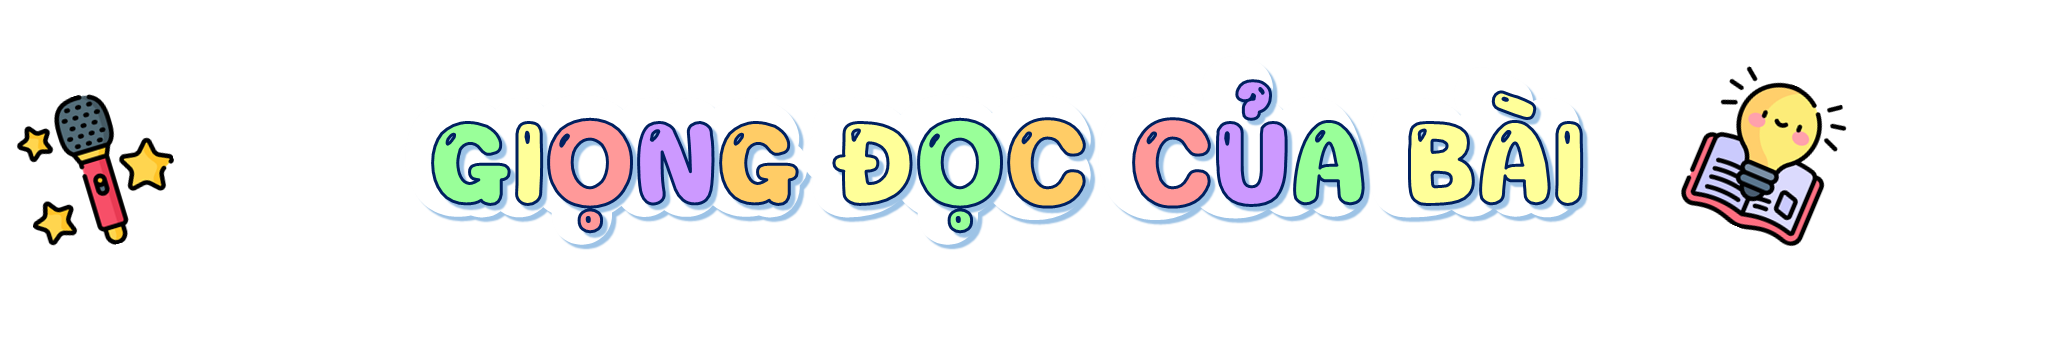 GIỌNG ĐỌC CỦA BÀI